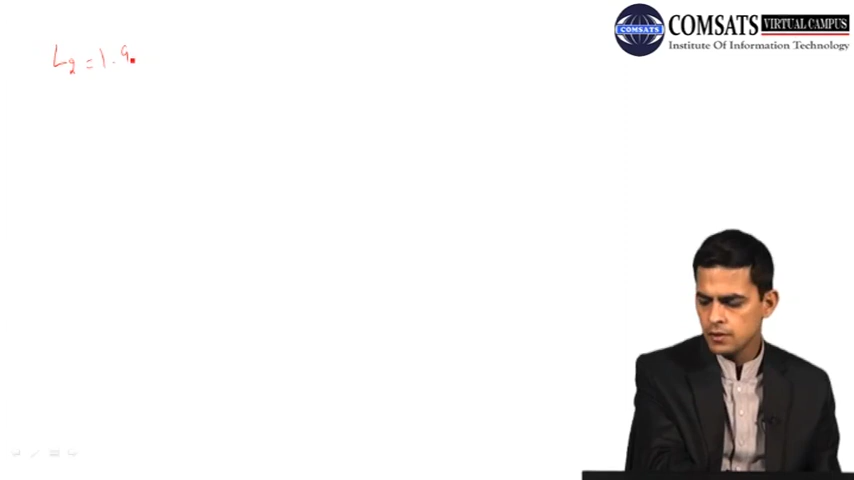 L₂ = 1.9
COMSATS VIRTUAL CAMPUS
Institute Of Information Technology
COMSATS